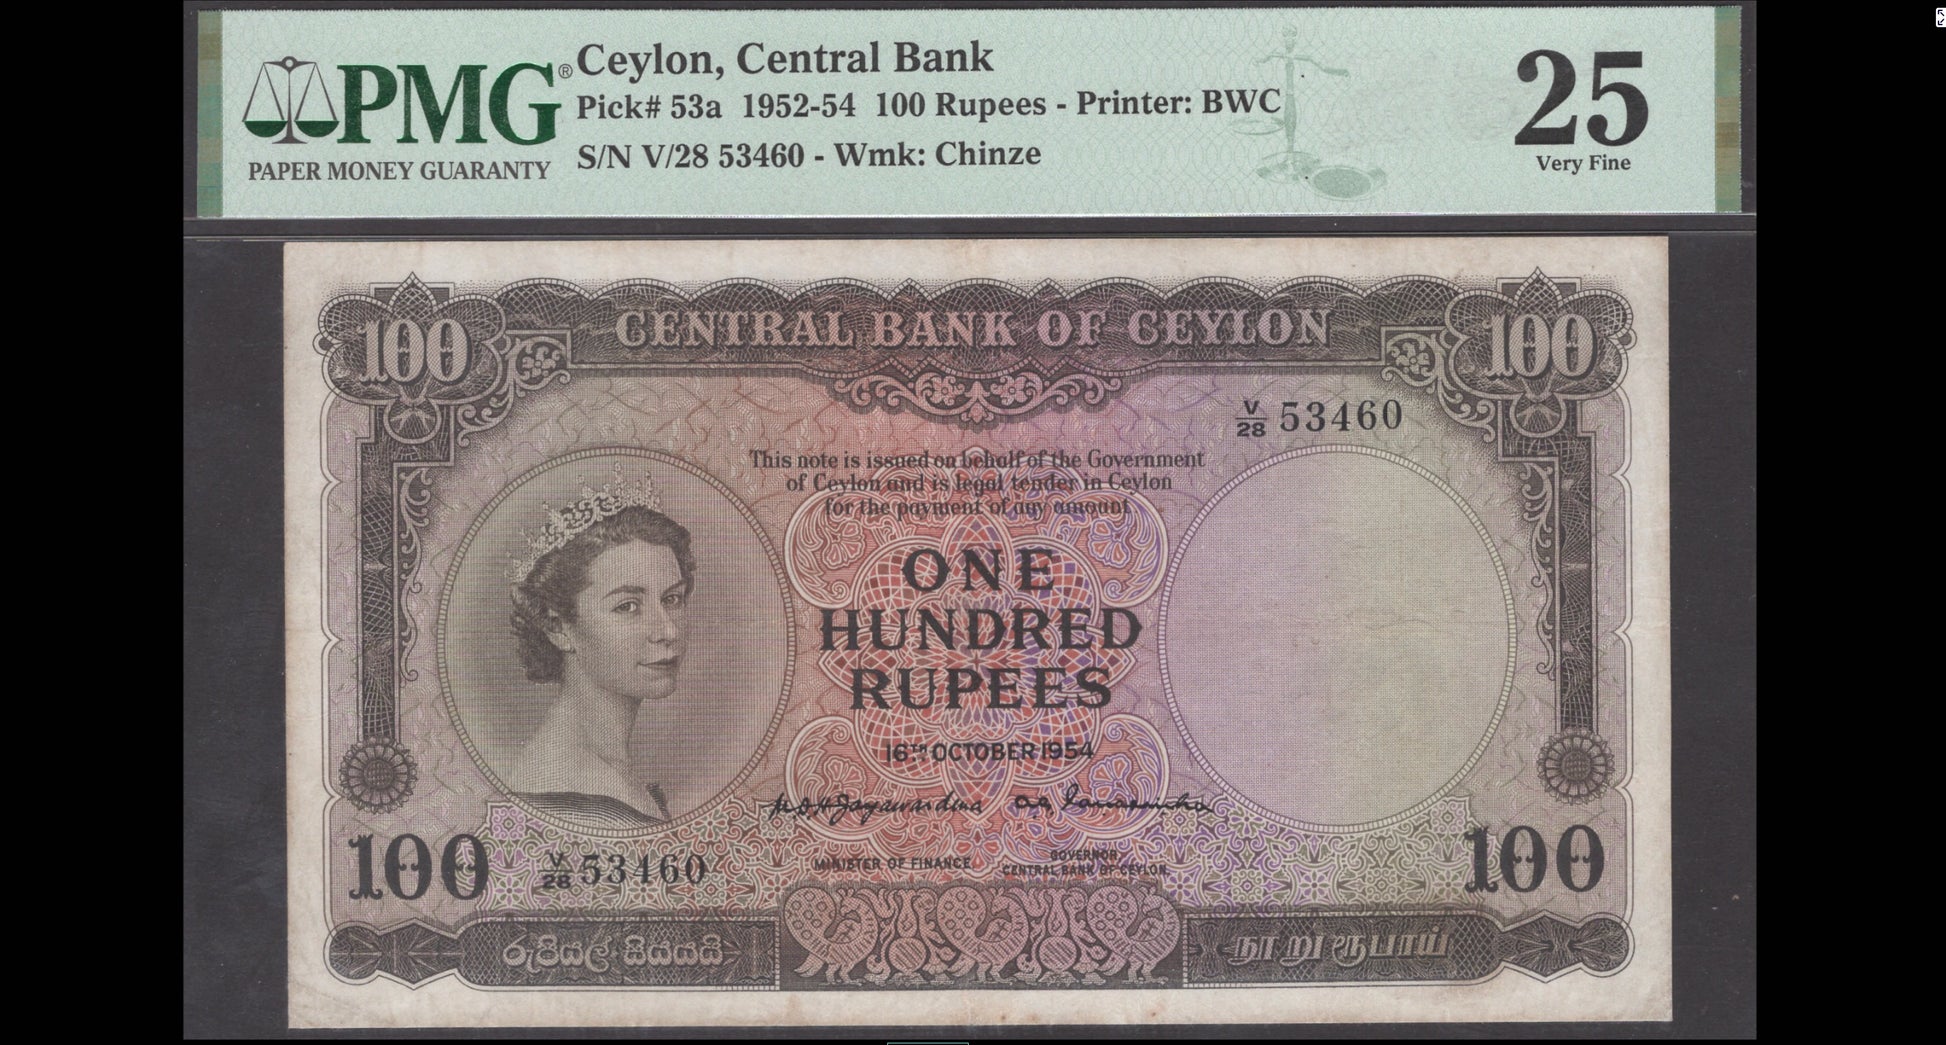 PMG®
PAPER MONEY GUARANTY
Ceylon, Central Bank
Pick# 53a 1952-54 100 Rupees - Printer: BWC
S/N V/28 53460 - Wmk: Chinze
25
Very Fine
100 CENTRAL BANK OF CEYLON 100
V/28 53460
This note is issued on behalf of the Government
of Ceylon and is legal tender in Ceylon
for the payment of any amount
ONE
HUNDRED
RUPEES
16TH OCTOBER 1954
MINISTER OF FINANCE.
GOVERNOR,
CENTRAL BANK OF CEYLON.
100 V/28 53460 100
රුපියල් සියයයි
நூறு ரூபாய்